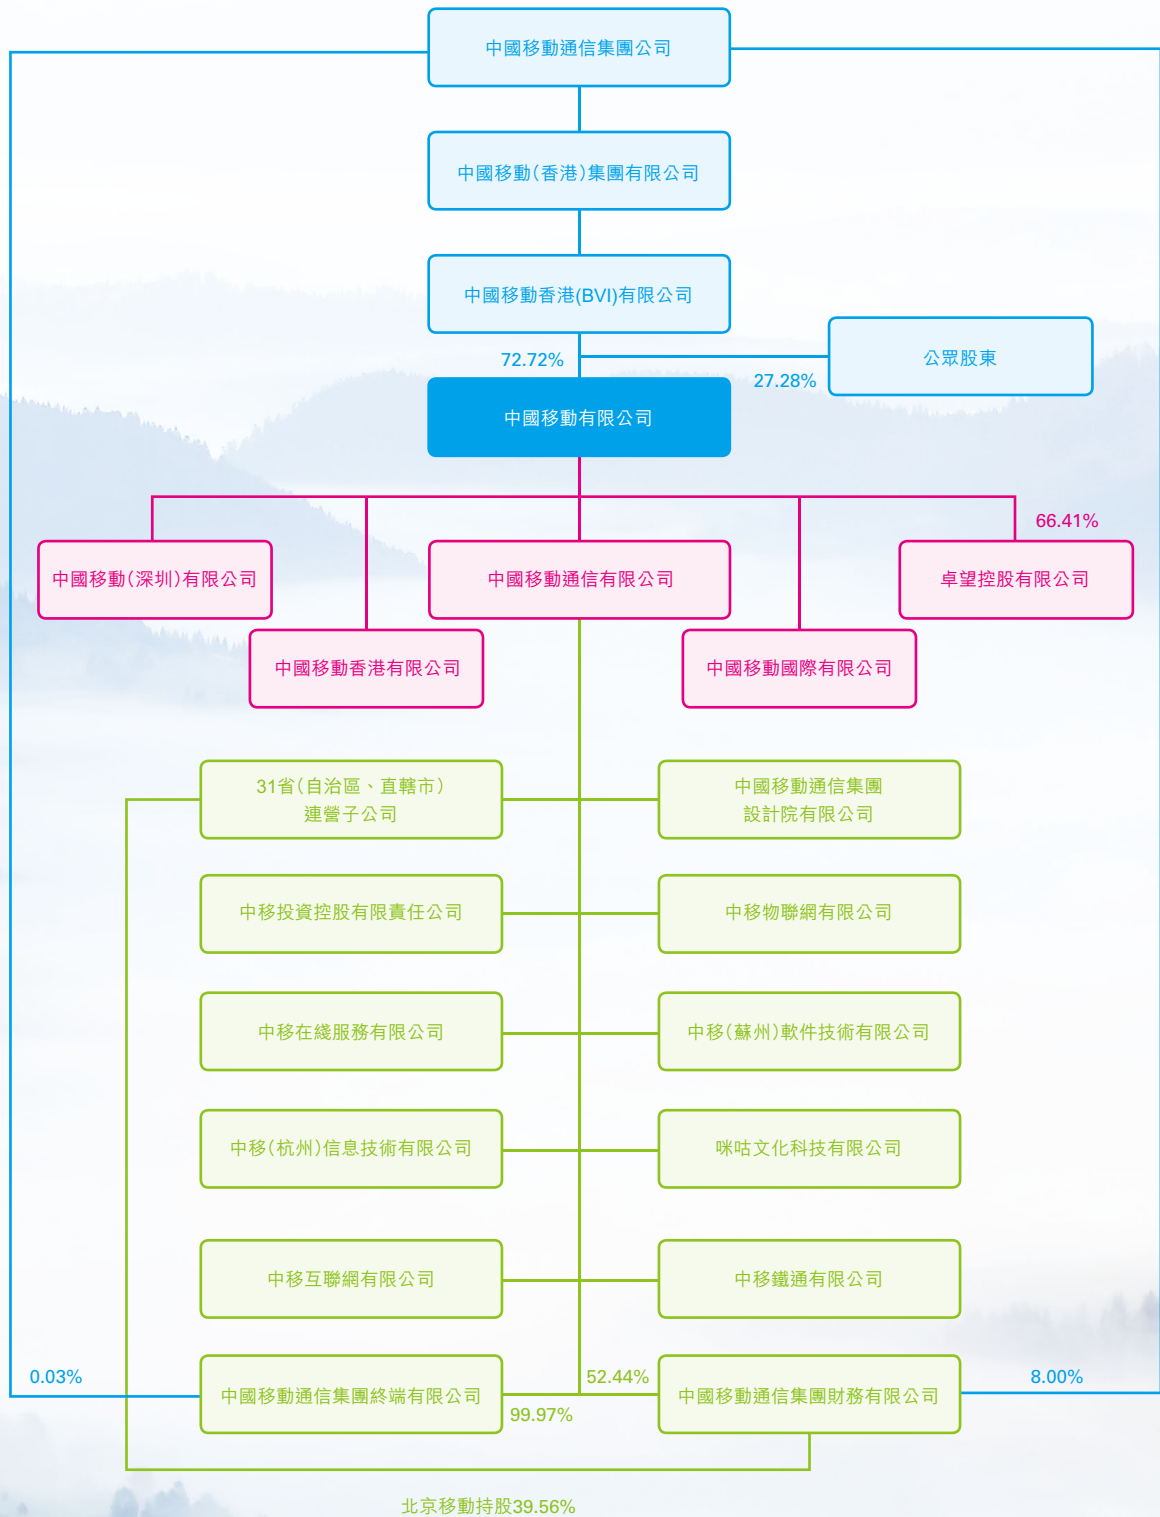 中國移動通信集團公司
中國移動(香港)集團有限公司
中國移動香港(BVI)有限公司
72.72%
公眾股東
27.28%
中國移動有限公司
66.41%
中國移動(深圳)有限公司
中國移動通信有限公司
卓望控股有限公司
中國移動香港有限公司
中國移動國際有限公司
31省(自治區、直轄市)
連營子公司
中國移動通信集團
設計院有限公司
中移投資控股有限責任公司
中移物聯網有限公司
中移在綫服務有限公司
中移(蘇州)軟件技術有限公司
中移(杭州)信息技術有限公司
咪咕文化科技有限公司
中移互聯網有限公司
中移鐵通有限公司
0.03%
中國移動通信集團終端有限公司
99.97%
52.44%
中國移動通信集團財務有限公司
8.00%
北京移動持股39.56%